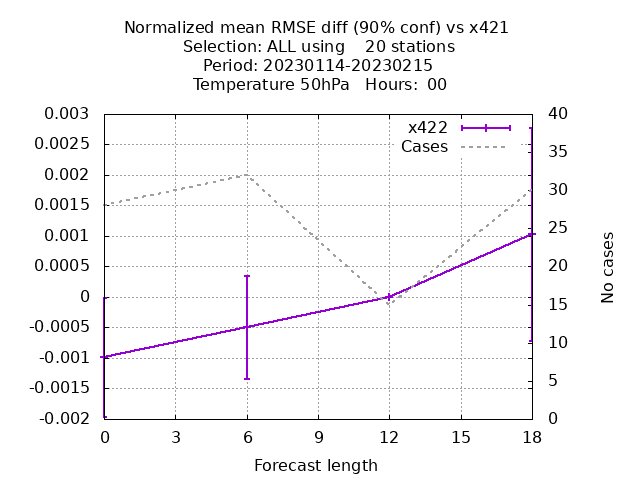 Normalized mean RMSE diff (90% conf) vs x421
Selection: ALL using    20 stations
Period: 20230114-20230215
Temperature 50hPa   Hours:  00
x422
Cases
0.003
0.0025
0.002
0.0015
0.001
0.0005
0
-0.0005
-0.001
-0.0015
-0.002
40
35
30
25
20
15
10
5
0
No cases
0 3 6 9 12 15 18
Forecast length